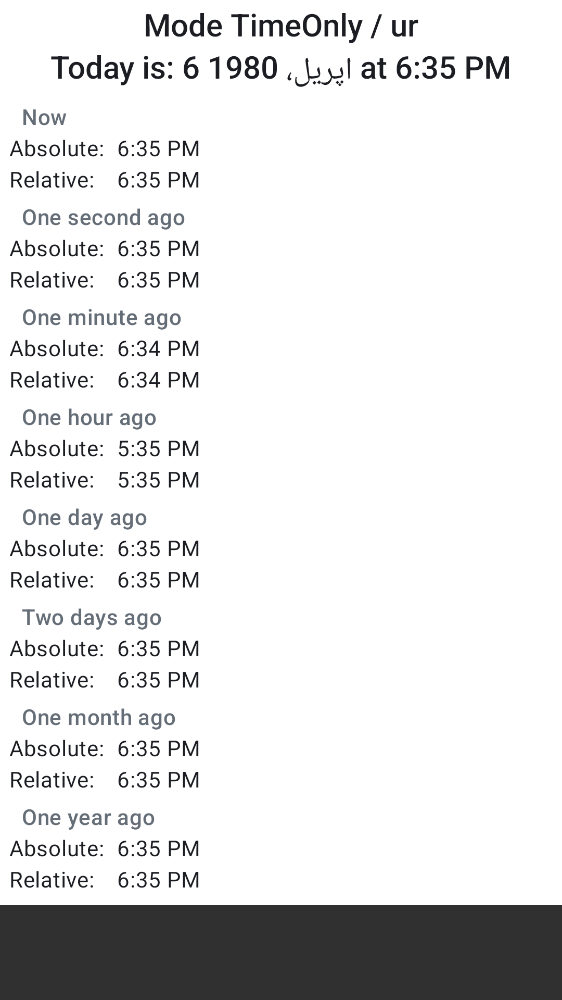 Mode TimeOnly / ur
Today is: 6 اپریل، 1980 at 6:35 PM
Now
Absolute: 6:35 PM
Relative: 6:35 PM
One second ago
Absolute: 6:35 PM
Relative: 6:35 PM
One minute ago
Absolute: 6:34 PM
Relative: 6:34 PM
One hour ago
Absolute: 5:35 PM
Relative: 5:35 PM
One day ago
Absolute: 6:35 PM
Relative: 6:35 PM
Two days ago
Absolute: 6:35 PM
Relative: 6:35 PM
One month ago
Absolute: 6:35 PM
Relative: 6:35 PM
One year ago
Absolute: 6:35 PM
Relative: 6:35 PM